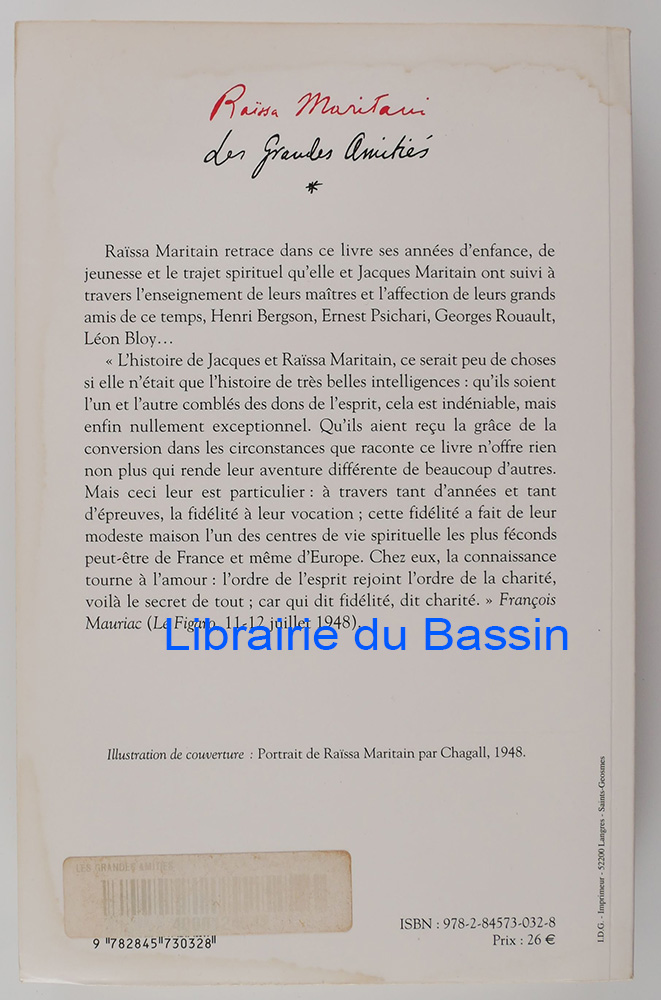 Raïssa Maritain
Les Grandes Amitiés
*
Raïssa Maritain retrace dans ce livre ses années d'enfance, de
jeunesse et le trajet spirituel qu'elle et Jacques Maritain ont suivi à
travers l'enseignement de leurs maîtres et l'affection de leurs grands
amis de ce temps, Henri Bergson, Ernest Psichari, Georges Rouault,
Léon Bloy…
« L'histoire de Jacques et Raïssa Maritain, ce serait peu de choses
si elle n'était que l'histoire de très belles intelligences : qu'ils soient
l'un et l'autre comblés des dons de l'esprit, cela est indéniable, mais
enfin nullement exceptionnel. Qu'ils aient reçu la grâce de la
conversion dans les circonstances que raconte ce livre n'offre rien
non plus qui rende leur aventure différente de beaucoup d'autres.
Mais ceci leur est particulier : à travers tant d'années et tant
d'épreuves, la fidélité à leur vocation ; cette fidélité a fait de leur
modeste maison l'un des centres de vie spirituelle les plus féconds
peut-être de France et même d'Europe. Chez eux, la connaissance
tourne à l'amour : l'ordre de l'esprit rejoint l'ordre de la charité,
voilà le secret de tout ; car qui dit fidélité, dit charité. » François
Mauriac (Le Figaro, 11-12 juillet 1948).
Librairie du Bassin
Illustration de couverture : Portrait de Raïssa Maritain par Chagall, 1948.
I.D.G. - Imprimeur - 52200 Langres - Saints-Geosmes
LES GRANDES AMITIES
9 782845 730328
ISBN : 978-2-84573-032-8
Prix : 26 €